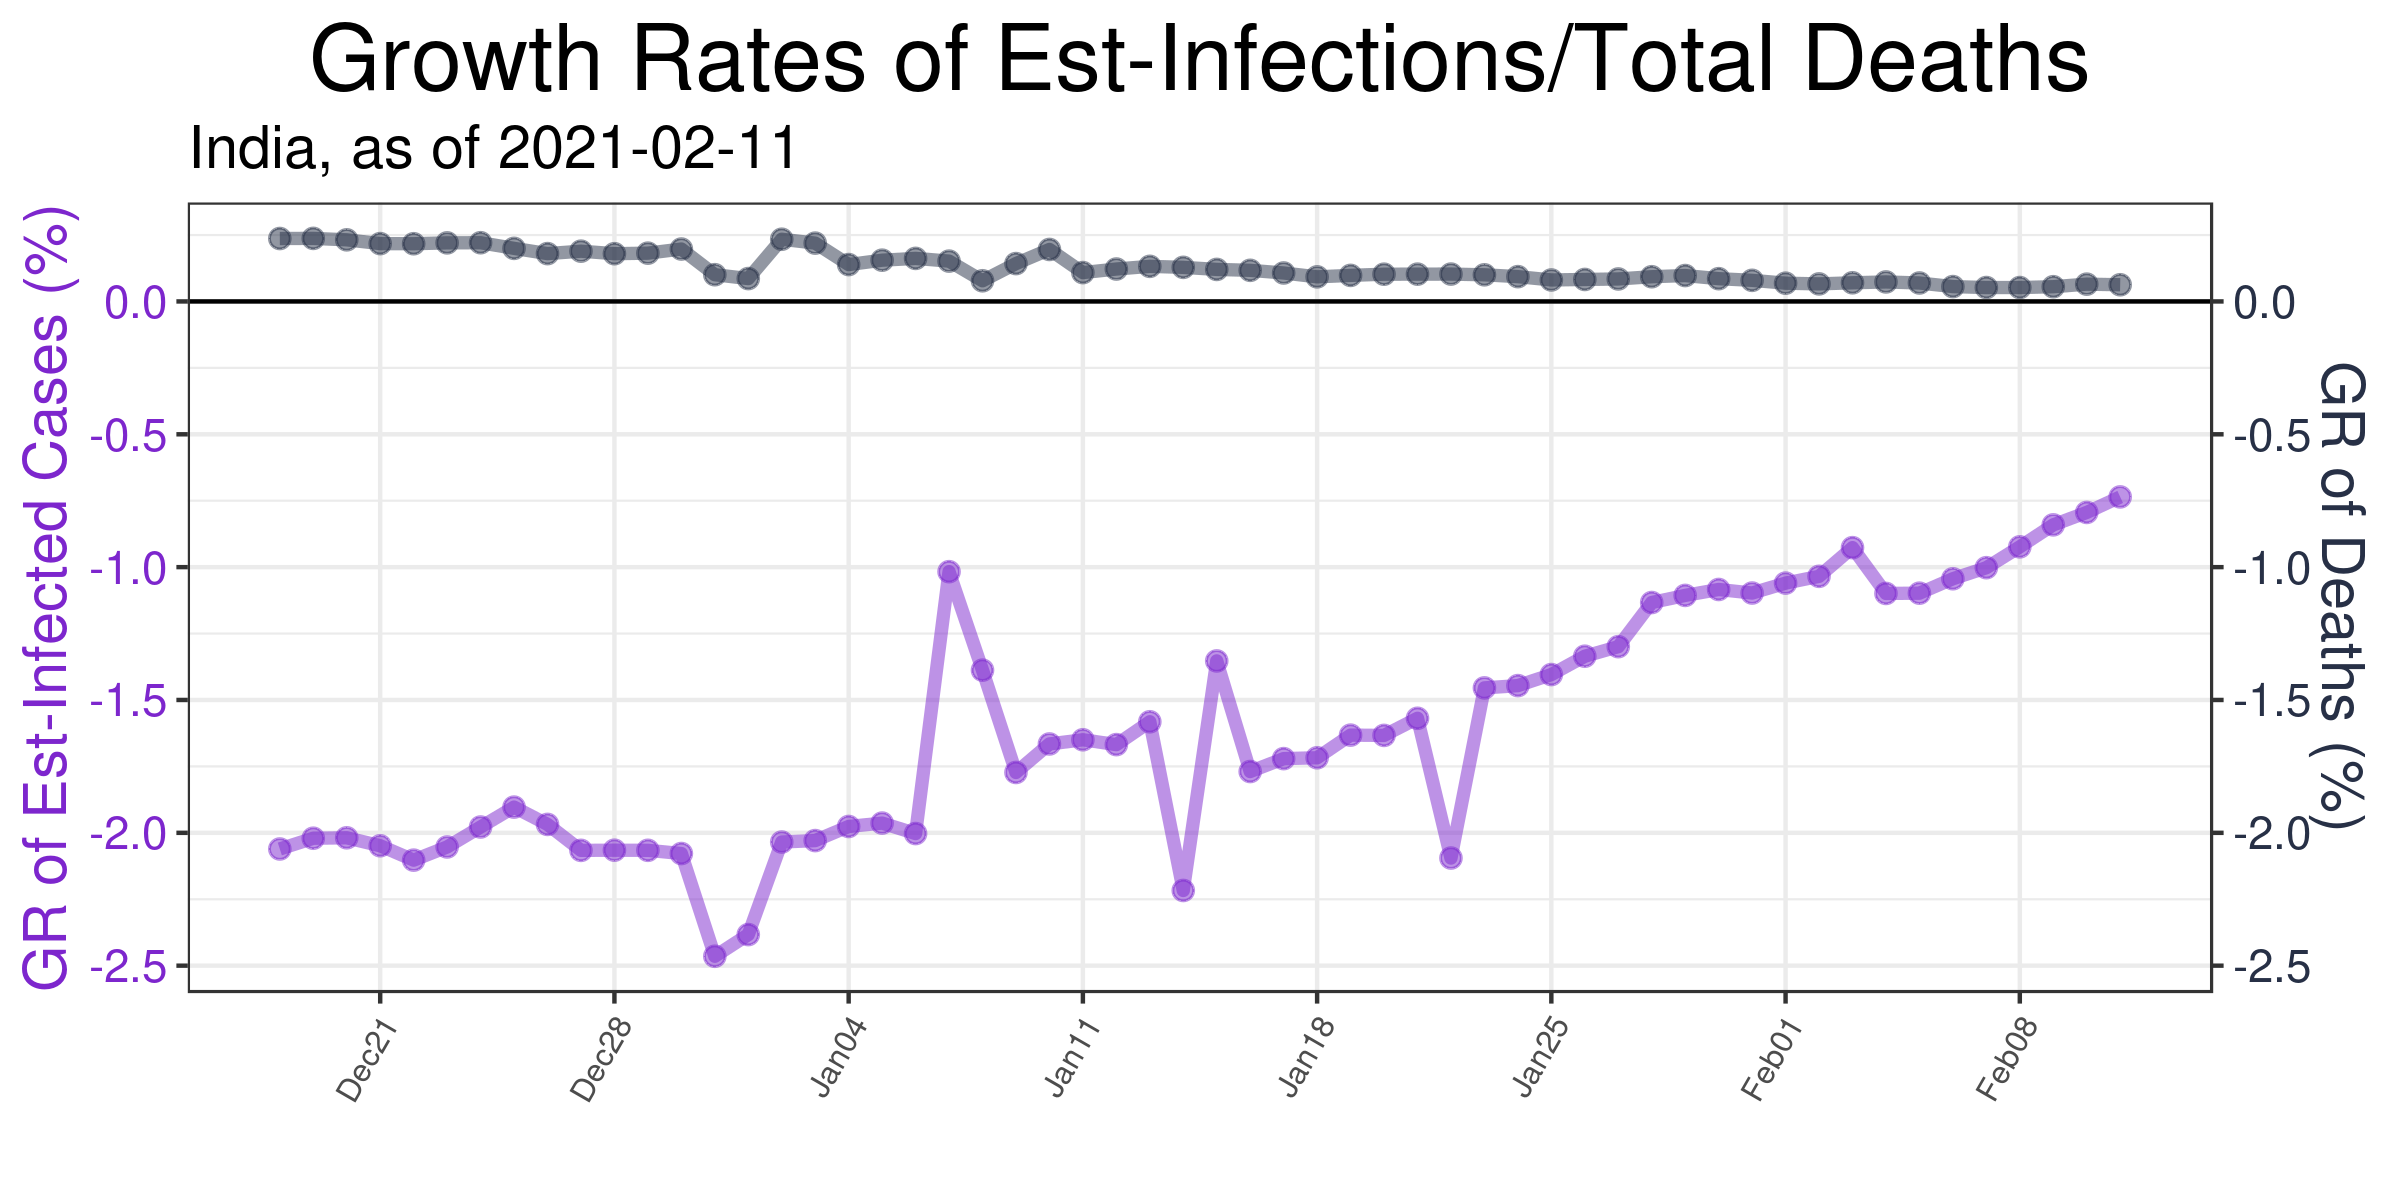 Growth Rates of Est-Infections/Total Deaths
India, as of 2021-02-11
GR of Est-Infected Cases (%)
0.0
-0.5
-1.0
-1.5
-2.0
-2.5
0.0
-0.5
-1.0
-1.5
-2.0
-2.5
GR of Deaths (%)
Dec21 Dec28 Jan04 Jan11 Jan18 Jan25 Feb01 Feb08